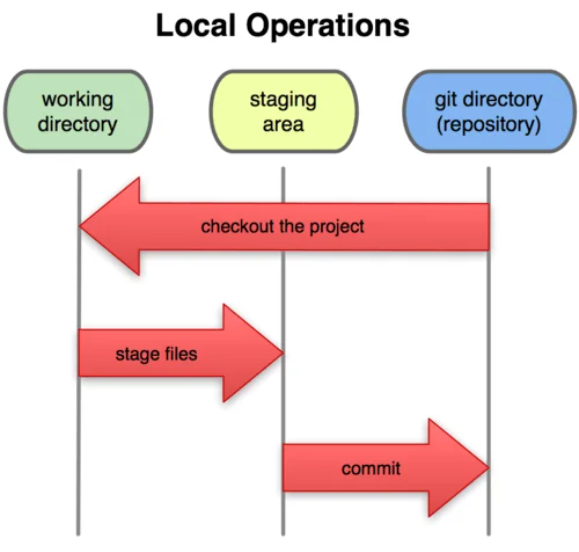 Local Operations
working
directory
staging
area
git directory
(repository)
checkout the project
stage files
commit